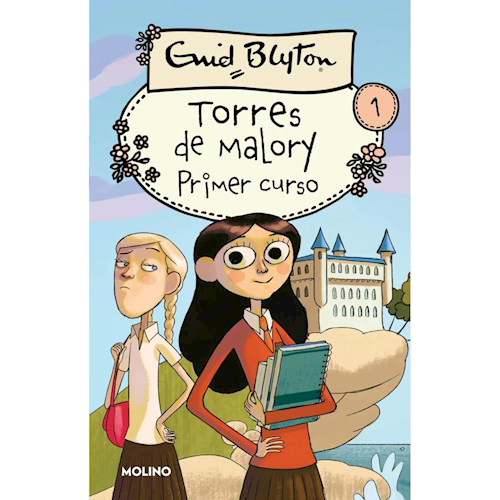 Enid Blyton®
1
Torres
de Malory
Primer curso
MOLINO